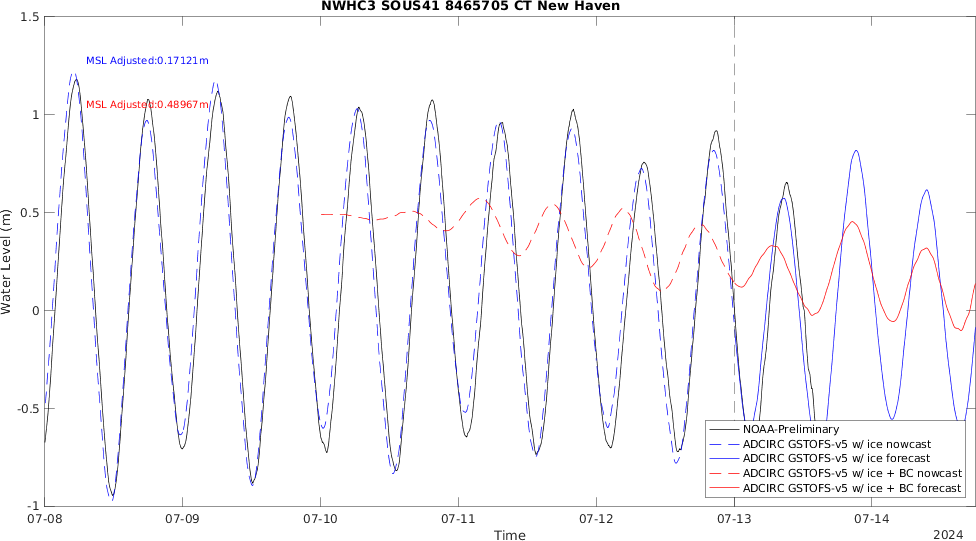 NWHC3 SOUS41 8465705 CT New Haven
1.5
MSL Adjusted:0.17121m
MSL Adjusted:0.48967m
1
0.5
0
-0.5
-1
Water Level (m)
NOAA-Preliminary
ADCIRC GSTOFS-v5 w/ ice nowcast
ADCIRC GSTOFS-v5 w/ ice forecast
ADCIRC GSTOFS-v5 w/ ice + BC nowcast
ADCIRC GSTOFS-v5 w/ ice + BC forecast
07-08 07-09 07-10 07-11 07-12 07-13 07-14
Time
2024